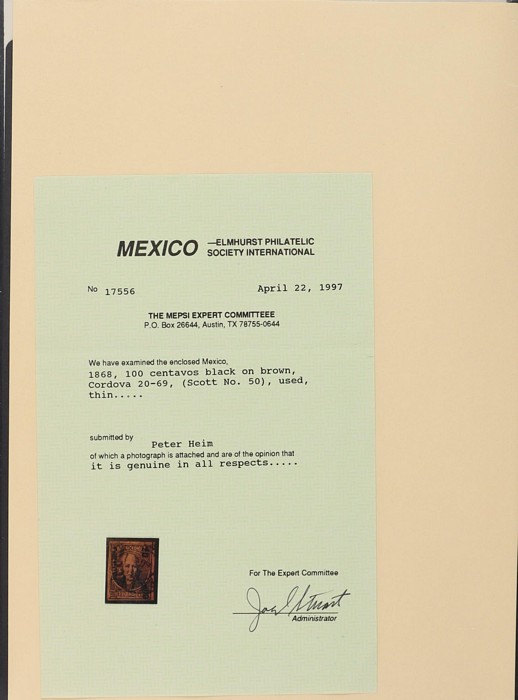 MEXICO —ELMHURST PHILATELIC
SOCIETY INTERNATIONAL
No 17556
April 22, 1997
THE MEPSI EXPERT COMMITTEEE
P.O. Box 26644, Austin, TX 78755-0644
We have examined the enclosed Mexico,
1868, 100 centavos black on brown,
Cordova 20-69, (Scott No. 50), used,
thin.....
submitted by
Peter Heim
of which a photograph is attached and are of the opinion that
it is genuine in all respects.....
For The Expert Committee
Administrator